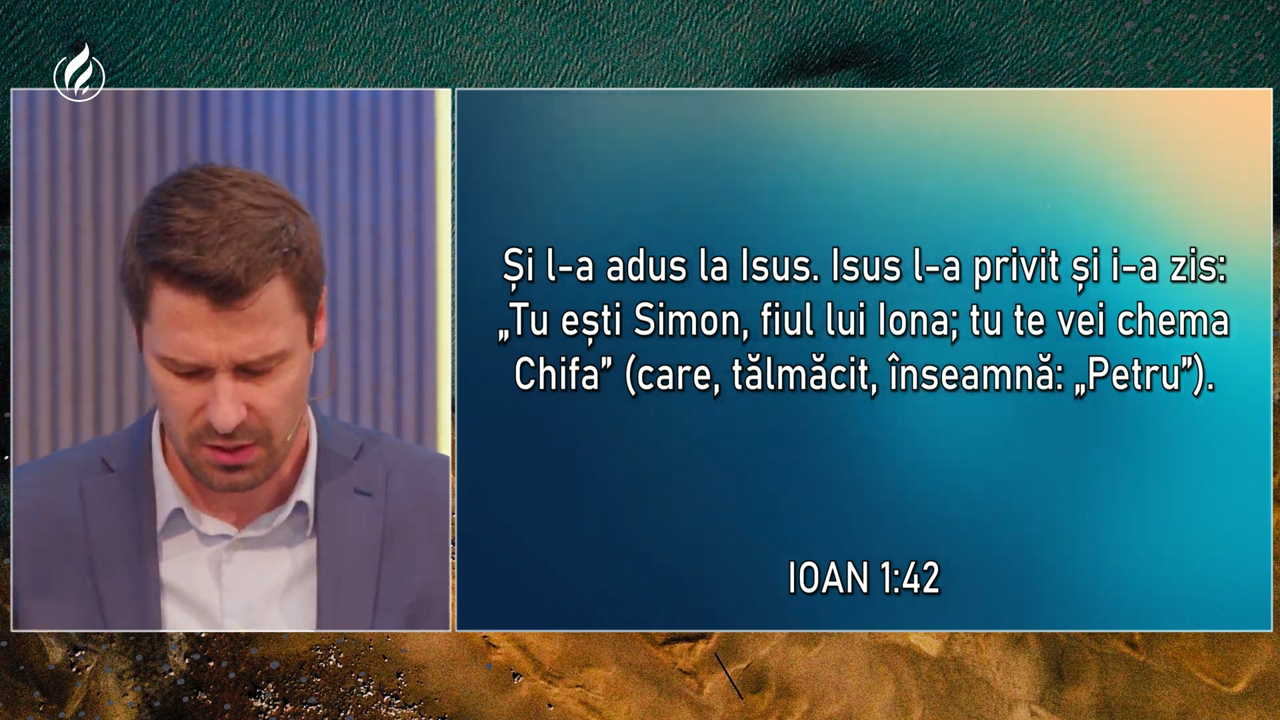 Și l-a adus la Isus. Isus l-a privit și i-a zis:
„Tu ești Simon, fiul lui Iona; tu te vei chema
Chifa” (care, tălmăcit, înseamnă: „Petru”).
IOAN 1:42